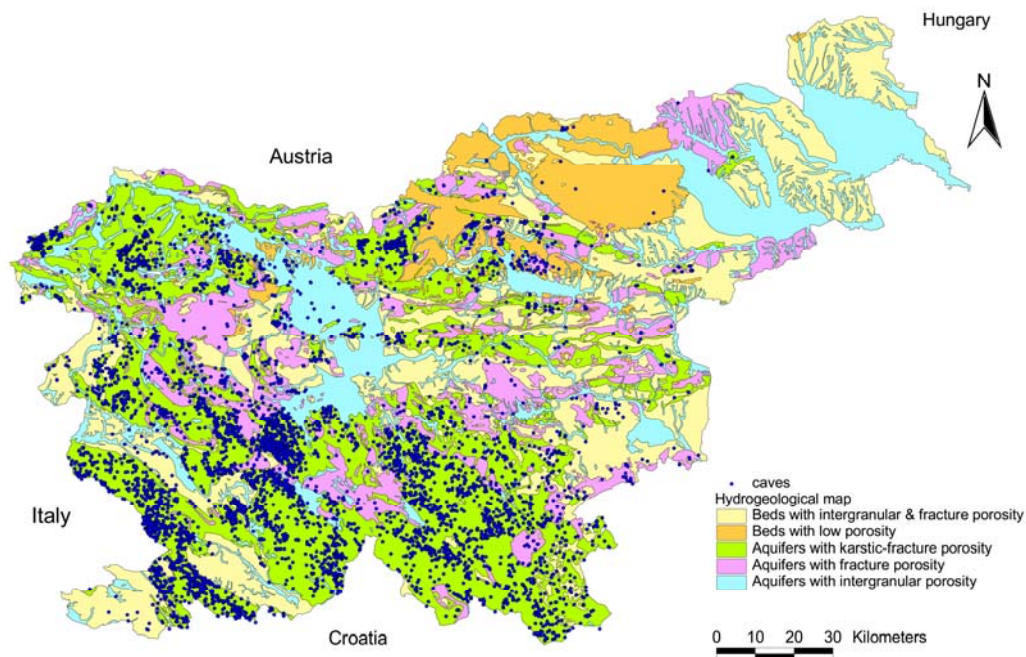 Hungary
N
Austria
caves
Hydrogeological map
Beds with intergranular & fracture porosity
Beds with low porosity
Aquifers with karstic-fracture porosity
Aquifers with fracture porosity
Aquifers with intergranular porosity
Italy
Croatia
0 10 20 30 Kilometers